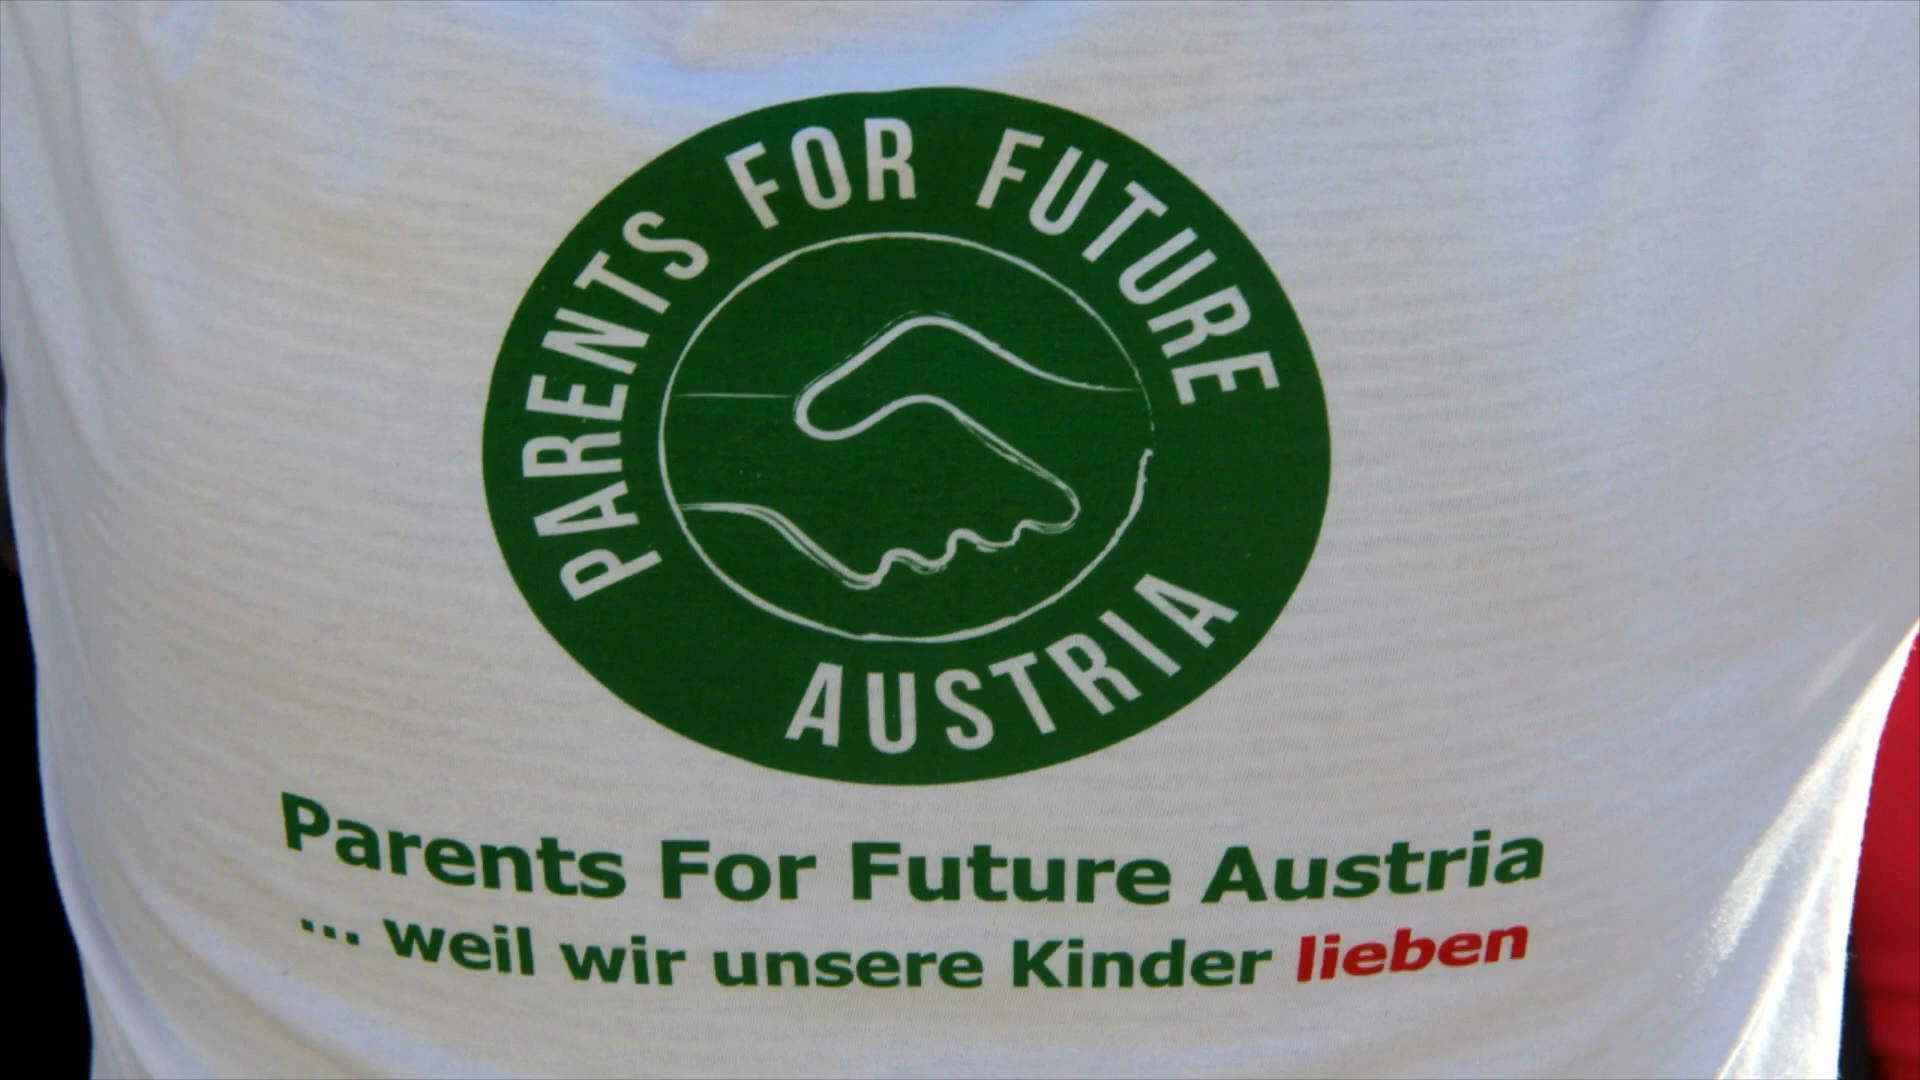 PARENTS FOR FUTURE
AUSTRIA
Parents For Future Austria
... weil wir unsere Kinder lieben